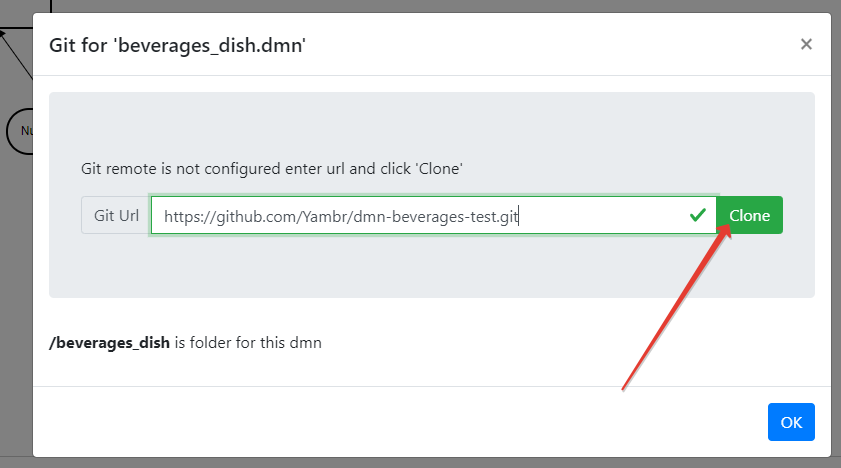 Git for 'beverages_dish.dmn'
×
Git remote is not configured enter url and click 'Clone'
Git Url https://github.com/Yambr/dmn-beverages-test.git Clone
/beverages_dish is folder for this dmn
OK